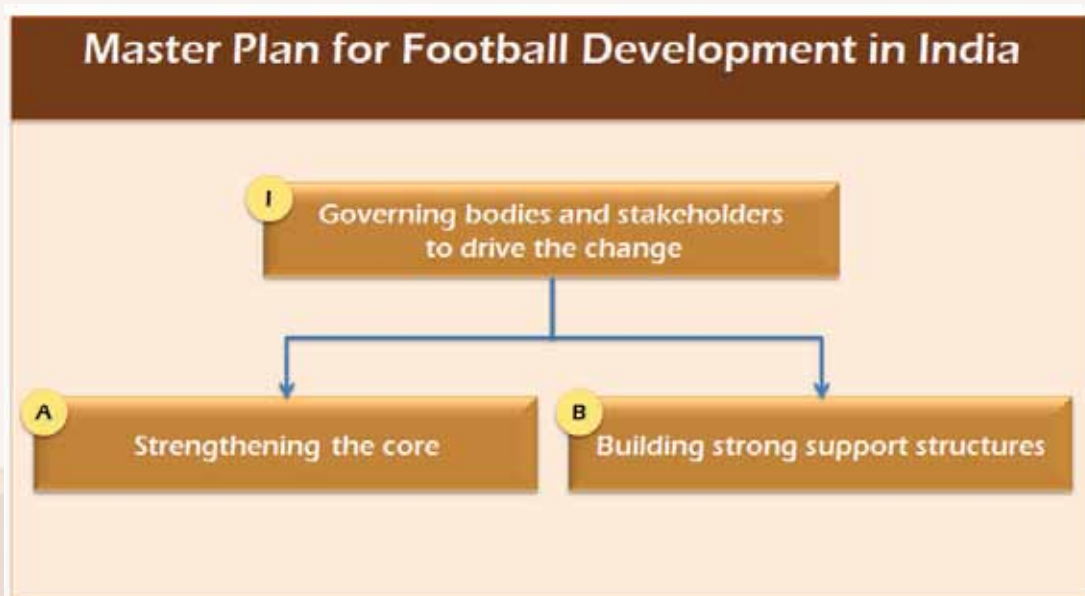 Master Plan for Football Development in India
I
Governing bodies and stakeholders
to drive the change
A
Strengthening the core
B
Building strong support structures